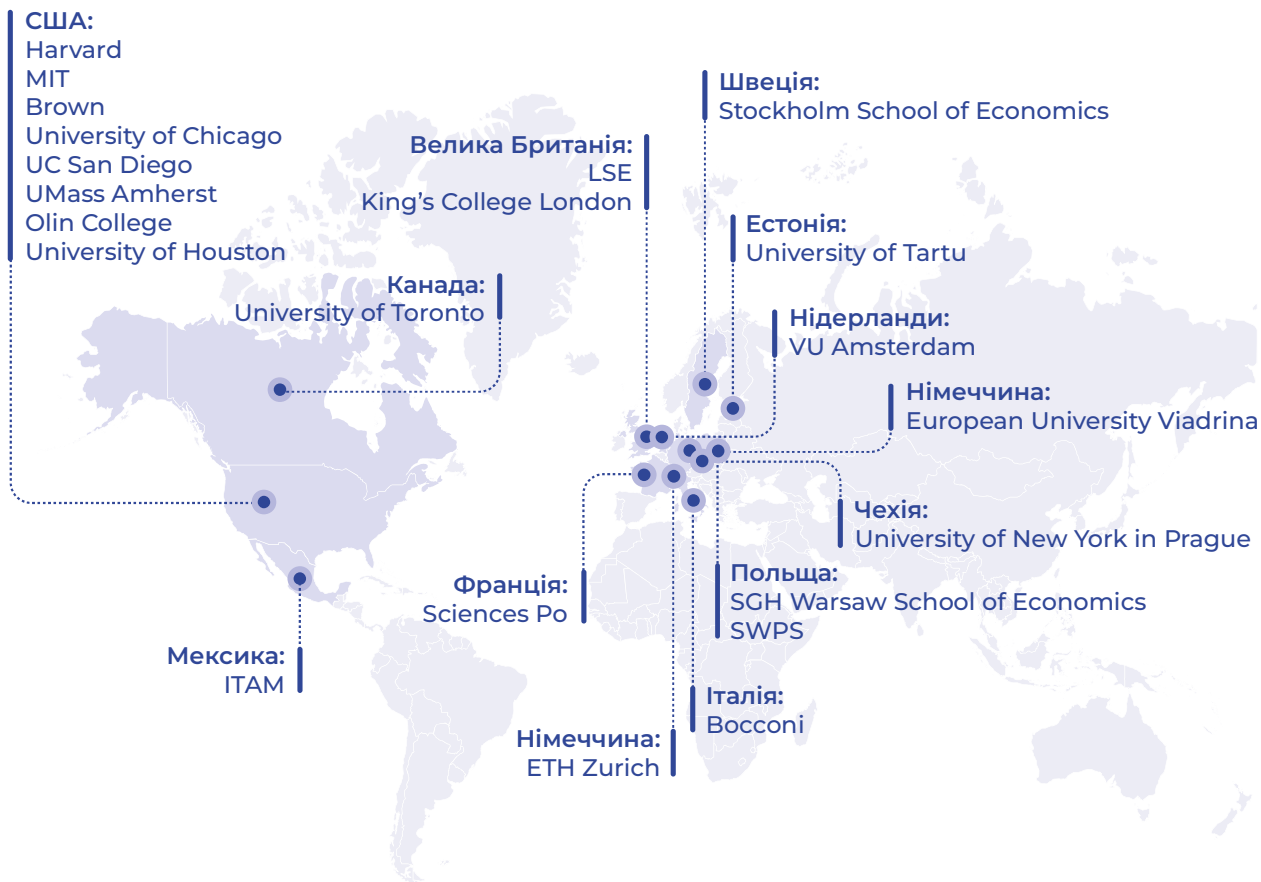 США:
Harvard
MIT
Brown
University of Chicago
UC San Diego
UMass Amherst
Olin College
University of Houston
Швеція:
Stockholm School of Economics
Велика Британія:
LSE
King’s College London
Естонія:
University of Tartu
Канада:
University of Toronto
Нідерланди:
VU Amsterdam
Німеччина:
European University Viadrina
Чехія:
University of New York in Prague
Франція:
Sciences Po
Польща:
SGH Warsaw School of Economics
SWPS
Мексика:
ITAM
Італія:
Bocconi
Німеччина:
ETH Zurich